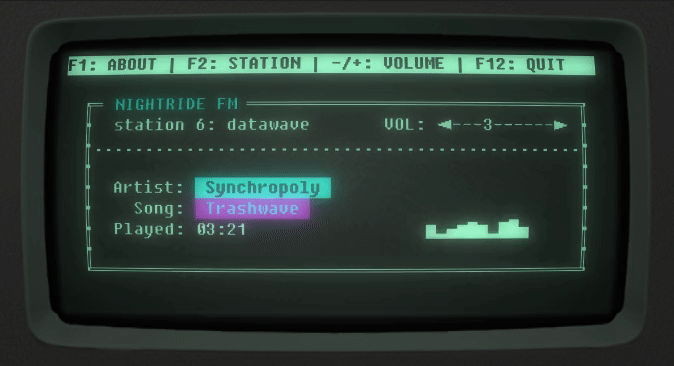 F1: ABOUT | F2: STATION | -/+: VOLUME | F12: QUIT
NIGHTRIDE FM
station 6: datawave VOL: ◄---3------►
Artist: Synchropoly
Song: Trashwave
Played: 03:21